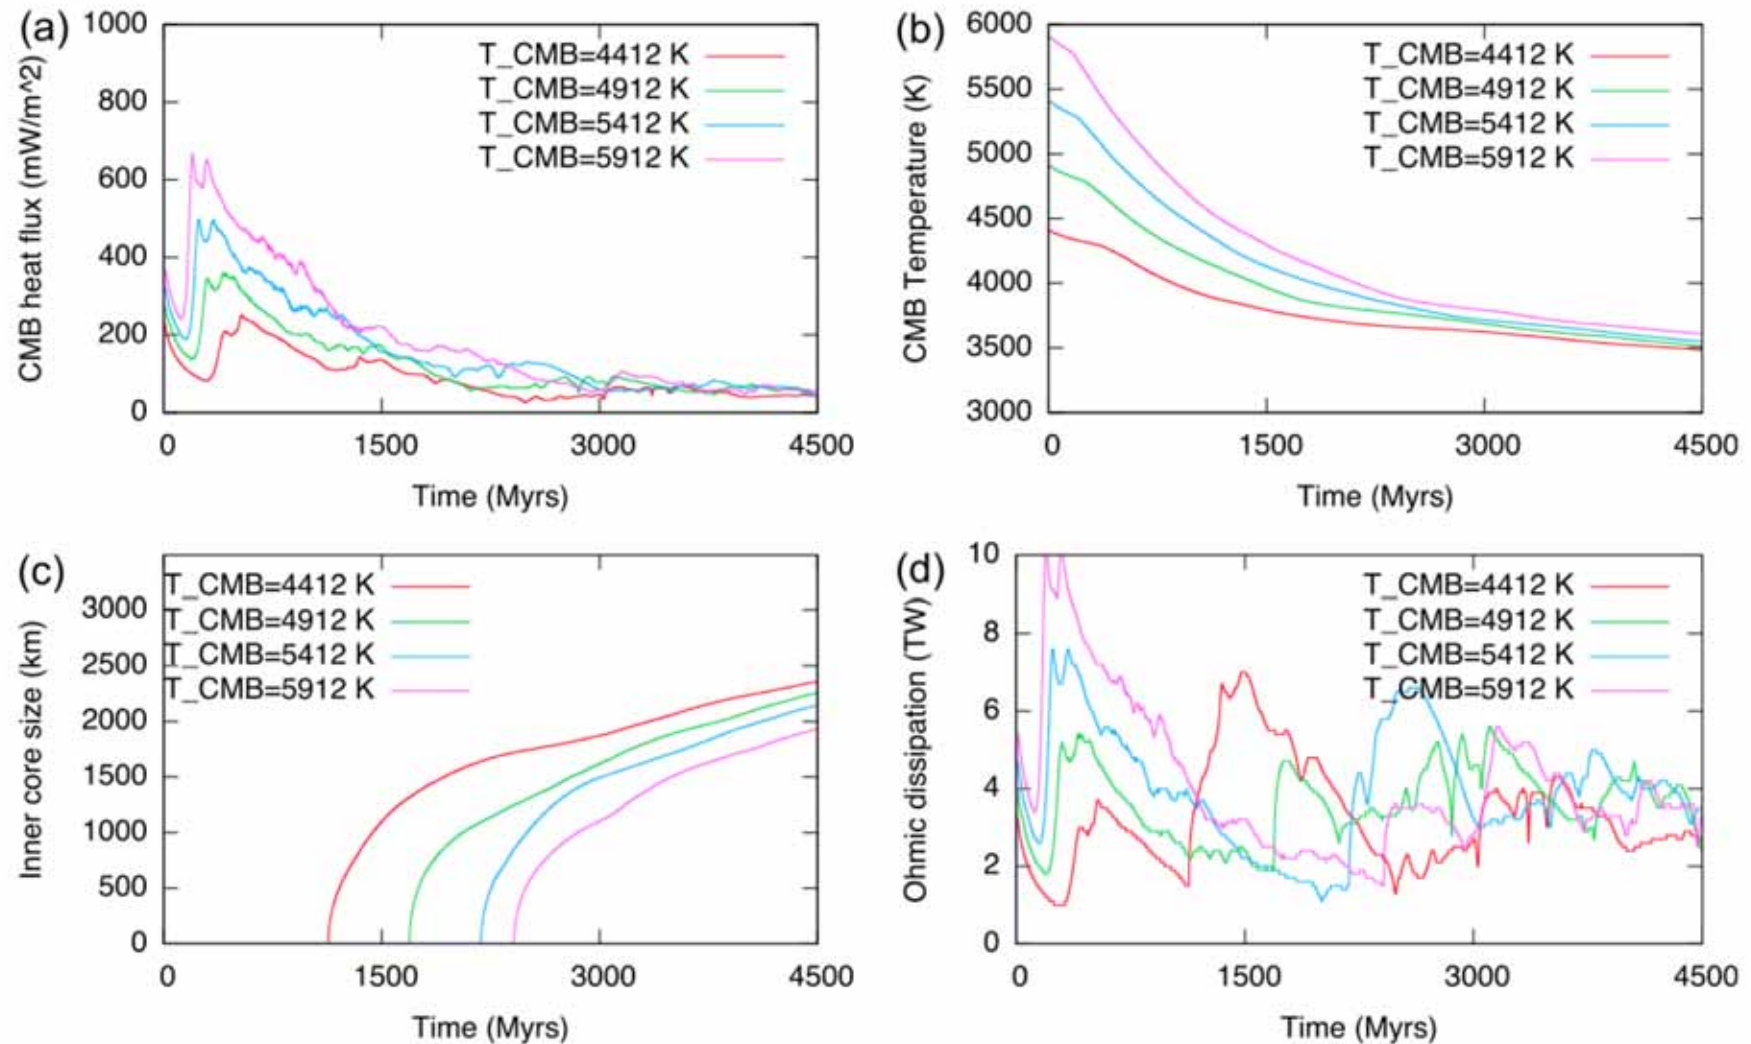 (a)
CMB heat flux (mW/m^2)
1000
800
600
400
200
0
T_CMB=4412 K
T_CMB=4912 K
T_CMB=5412 K
T_CMB=5912 K
0 1500 3000 4500
Time (Myrs)
(b)
CMB Temperature (K)
6000
5500
5000
4500
4000
3500
3000
T_CMB=4412 K
T_CMB=4912 K
T_CMB=5412 K
T_CMB=5912 K
0 1500 3000 4500
Time (Myrs)
(c)
Inner core size (km)
3000
2500
2000
1500
1000
500
0
T_CMB=4412 K
T_CMB=4912 K
T_CMB=5412 K
T_CMB=5912 K
0 1500 3000 4500
Time (Myrs)
(d)
Ohmic dissipation (TW)
10
8
6
4
2
0
T_CMB=4412 K
T_CMB=4912 K
T_CMB=5412 K
T_CMB=5912 K
0 1500 3000 4500
Time (Myrs)